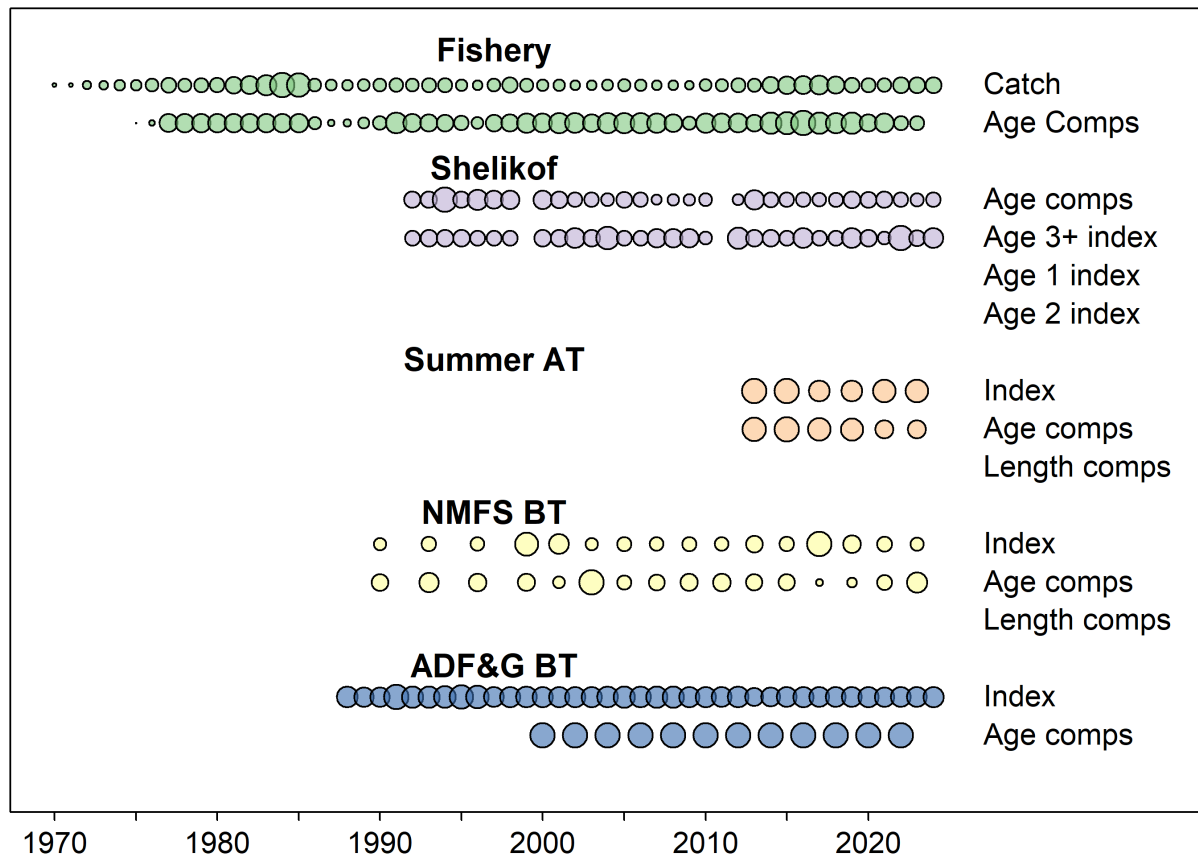 Fishery
Catch
Age Comps
Shelikof
Age comps
Age 3+ index
Age 1 index
Age 2 index
Summer AT
Index
Age comps
Length comps
NMFS BT
Index
Age comps
Length comps
ADF&G BT
Index
Age comps
1970 1980 1990 2000 2010 2020